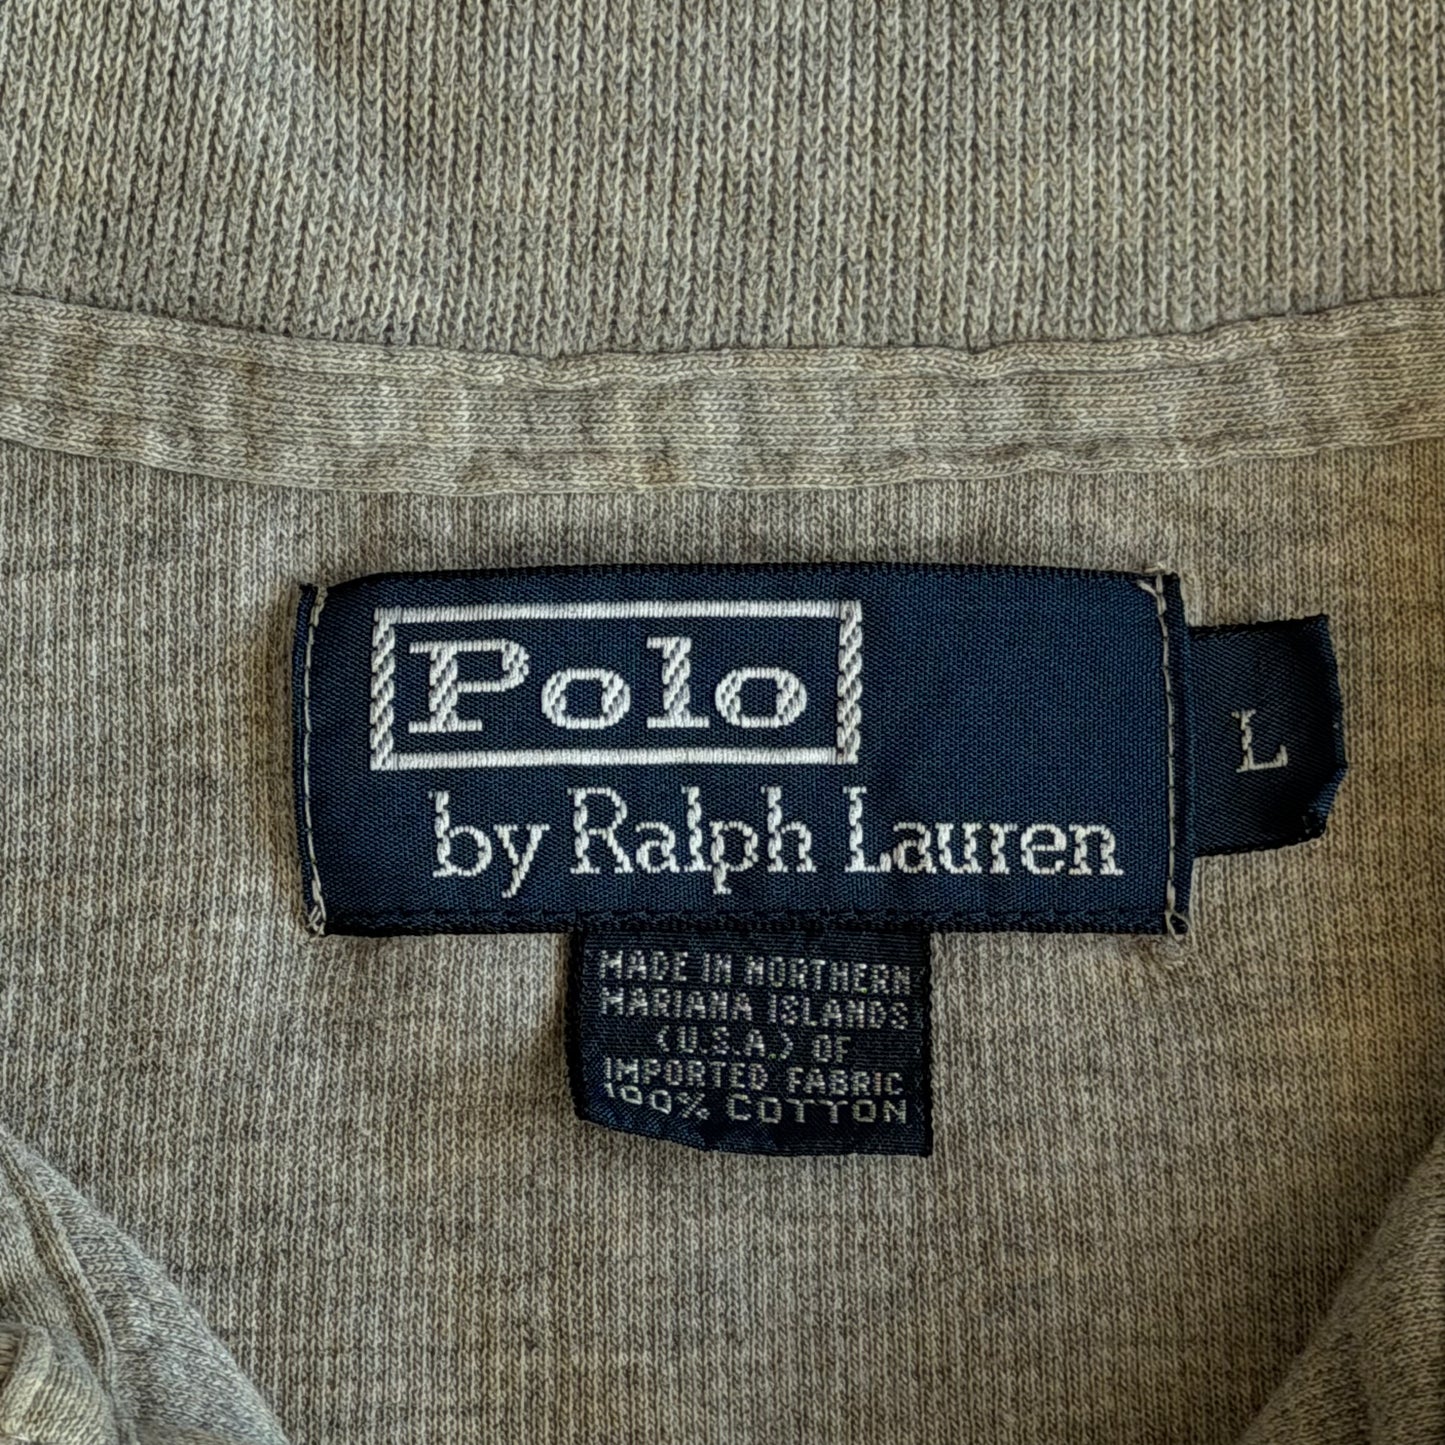 Polo
by Ralph Lauren
L
MADE IN NORTHERN
MARIANA ISLANDS
(U.S.A.) OF
IMPORTED FABRIC
100% COTTON